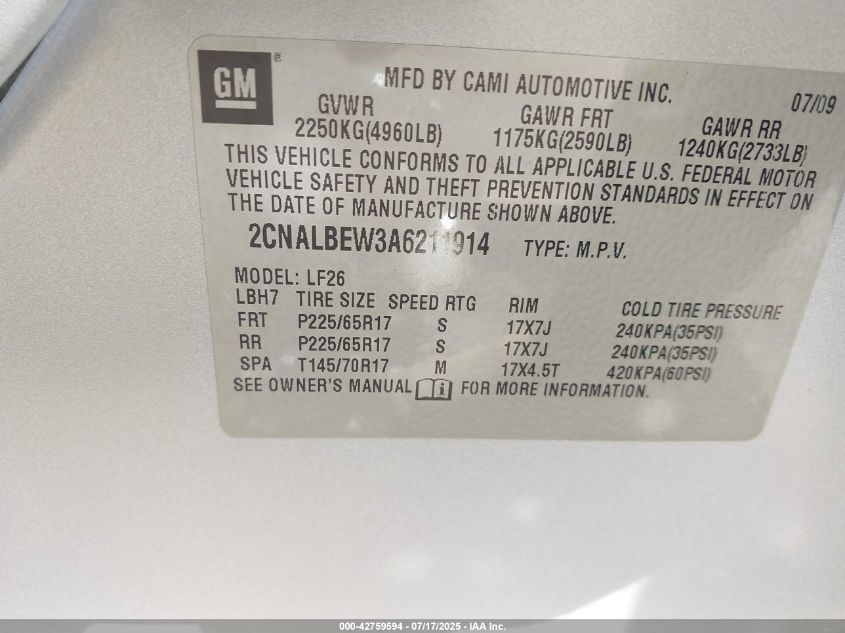 GM®
MFD BY CAMI AUTOMOTIVE INC.
07/09
GVWR GAWR FRT GAWR RR
2250KG(4960LB) 1175KG(2590LB) 1240KG(2733LB)
THIS VEHICLE CONFORMS TO ALL APPLICABLE U.S. FEDERAL MOTOR
VEHICLE SAFETY AND THEFT PREVENTION STANDARDS IN EFFECT ON
THE DATE OF MANUFACTURE SHOWN ABOVE.
2CNALBEW3A6211914 TYPE: M.P.V.
MODEL: LF26
LBH7 TIRE SIZE SPEED RTG RIM COLD TIRE PRESSURE
FRT P225/65R17 S 17X7J 240KPA(35PSI)
RR P225/65R17 S 17X7J 240KPA(35PSI)
SPA T145/70R17 M 17X4.5T 420KPA(60PSI)
SEE OWNER'S MANUAL i FOR MORE INFORMATION.
000-42759594 - 07/17/2025 - IAA Inc.